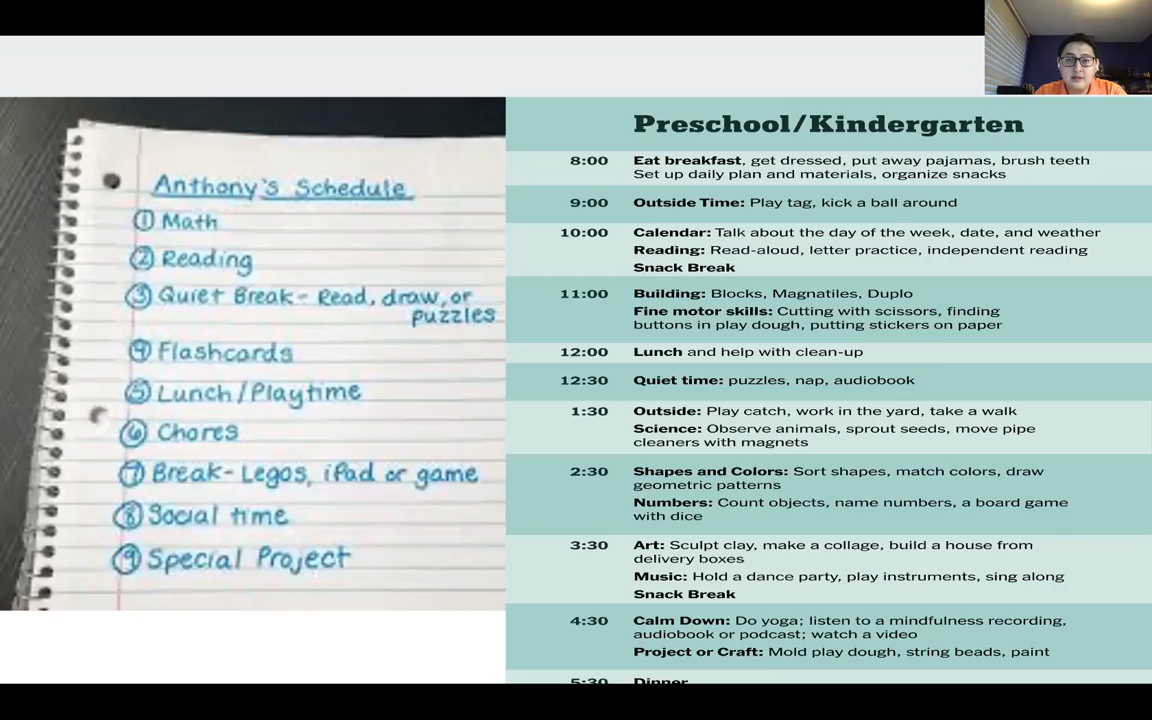 Anthony's Schedule
① Math
② Reading
③ Quiet Break - Read, draw, or
puzzles
④ Flashcards
⑤ Lunch/Playtime
⑥ Chores
⑦ Break - Legos, iPad or game
⑧ Social time
⑨ Special Project
Preschool/Kindergarten
8:00 Eat breakfast, get dressed, put away pajamas, brush teeth
Set up daily plan and materials, organize snacks
9:00 Outside Time: Play tag, kick a ball around
10:00 Calendar: Talk about the day of the week, date, and weather
Reading: Read-aloud, letter practice, independent reading
Snack Break
11:00 Building: Blocks, Magnatiles, Duplo
Fine motor skills: Cutting with scissors, finding
buttons in play dough, putting stickers on paper
12:00 Lunch and help with clean-up
12:30 Quiet time: puzzles, nap, audiobook
1:30 Outside: Play catch, work in the yard, take a walk
Science: Observe animals, sprout seeds, move pipe
cleaners with magnets
2:30 Shapes and Colors: Sort shapes, match colors, draw
geometric patterns
Numbers: Count objects, name numbers, a board game
with dice
3:30 Art: Sculpt clay, make a collage, build a house from
delivery boxes
Music: Hold a dance party, play instruments, sing along
Snack Break
4:30 Calm Down: Do yoga; listen to a mindfulness recording,
audiobook or podcast; watch a video
Project or Craft: Mold play dough, string beads, paint
5:30 Dinner